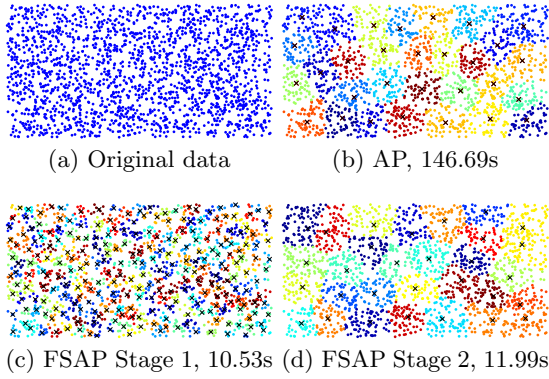 (a) Original data
(b) AP, 146.69s
(c) FSAP Stage 1, 10.53s
(d) FSAP Stage 2, 11.99s